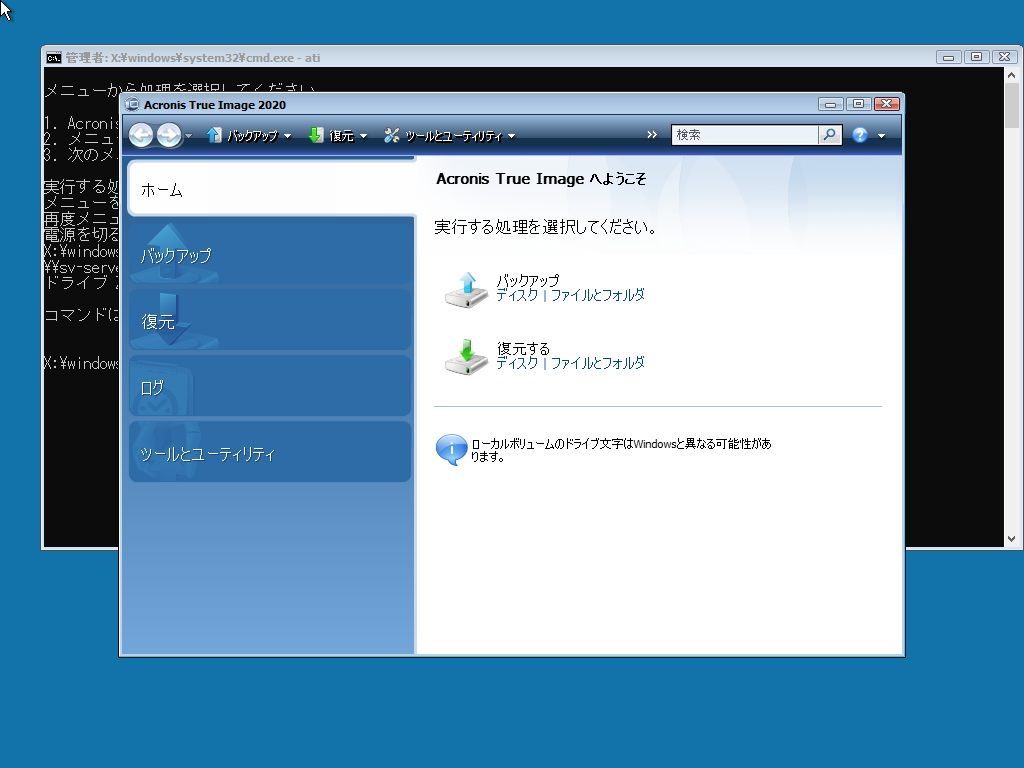 管理者: X:¥windows¥system32¥cmd.exe - ati
メニューから処理を選択してください
1. Acronis
2. メニュ
3. 次のメ
実行する処
メニューを
再度メニュ
電源を切る
X:¥windows
¥¥sv-serve
ドライブ
コマンドは
X:¥windows
Acronis True Image 2020
バックアップ 復元 ツールとユーティリティ » 検索
ホーム
バックアップ
復元
ログ
ツールとユーティリティ
Acronis True Image へようこそ
実行する処理を選択してください。
バックアップ
ディスク | ファイルとフォルダ
復元する
ディスク | ファイルとフォルダ
ローカルボリュームのドライブ文字はWindowsと異なる可能性があ
ります。